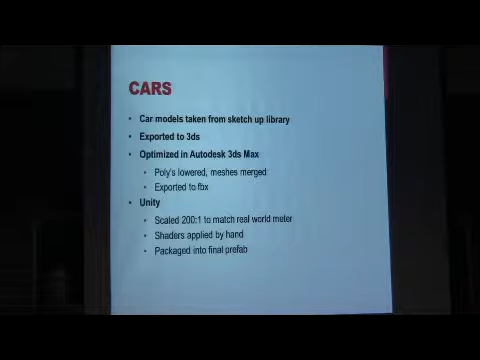 CARS
• Car models taken from sketch up library
• Exported to 3ds
• Optimized in Autodesk 3ds Max
• Poly's lowered, meshes merged
• Exported to fbx
• Unity
• Scaled 200:1 to match real world meter
• Shaders applied by hand
• Packaged into final prefab